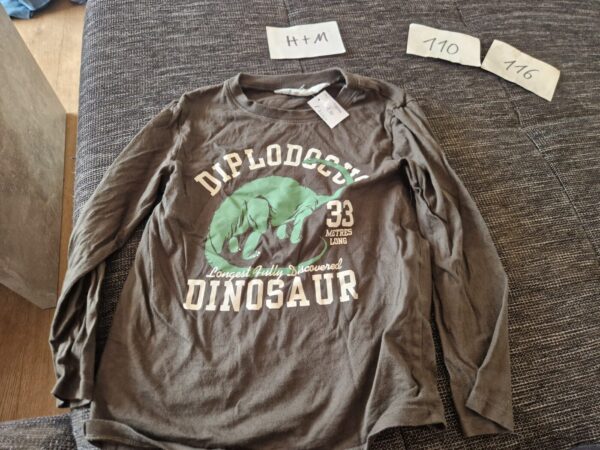 H+M
110
116
DIPLODOCUS
33
METRES
LONG
Longest Fully Discovered
DINOSAUR